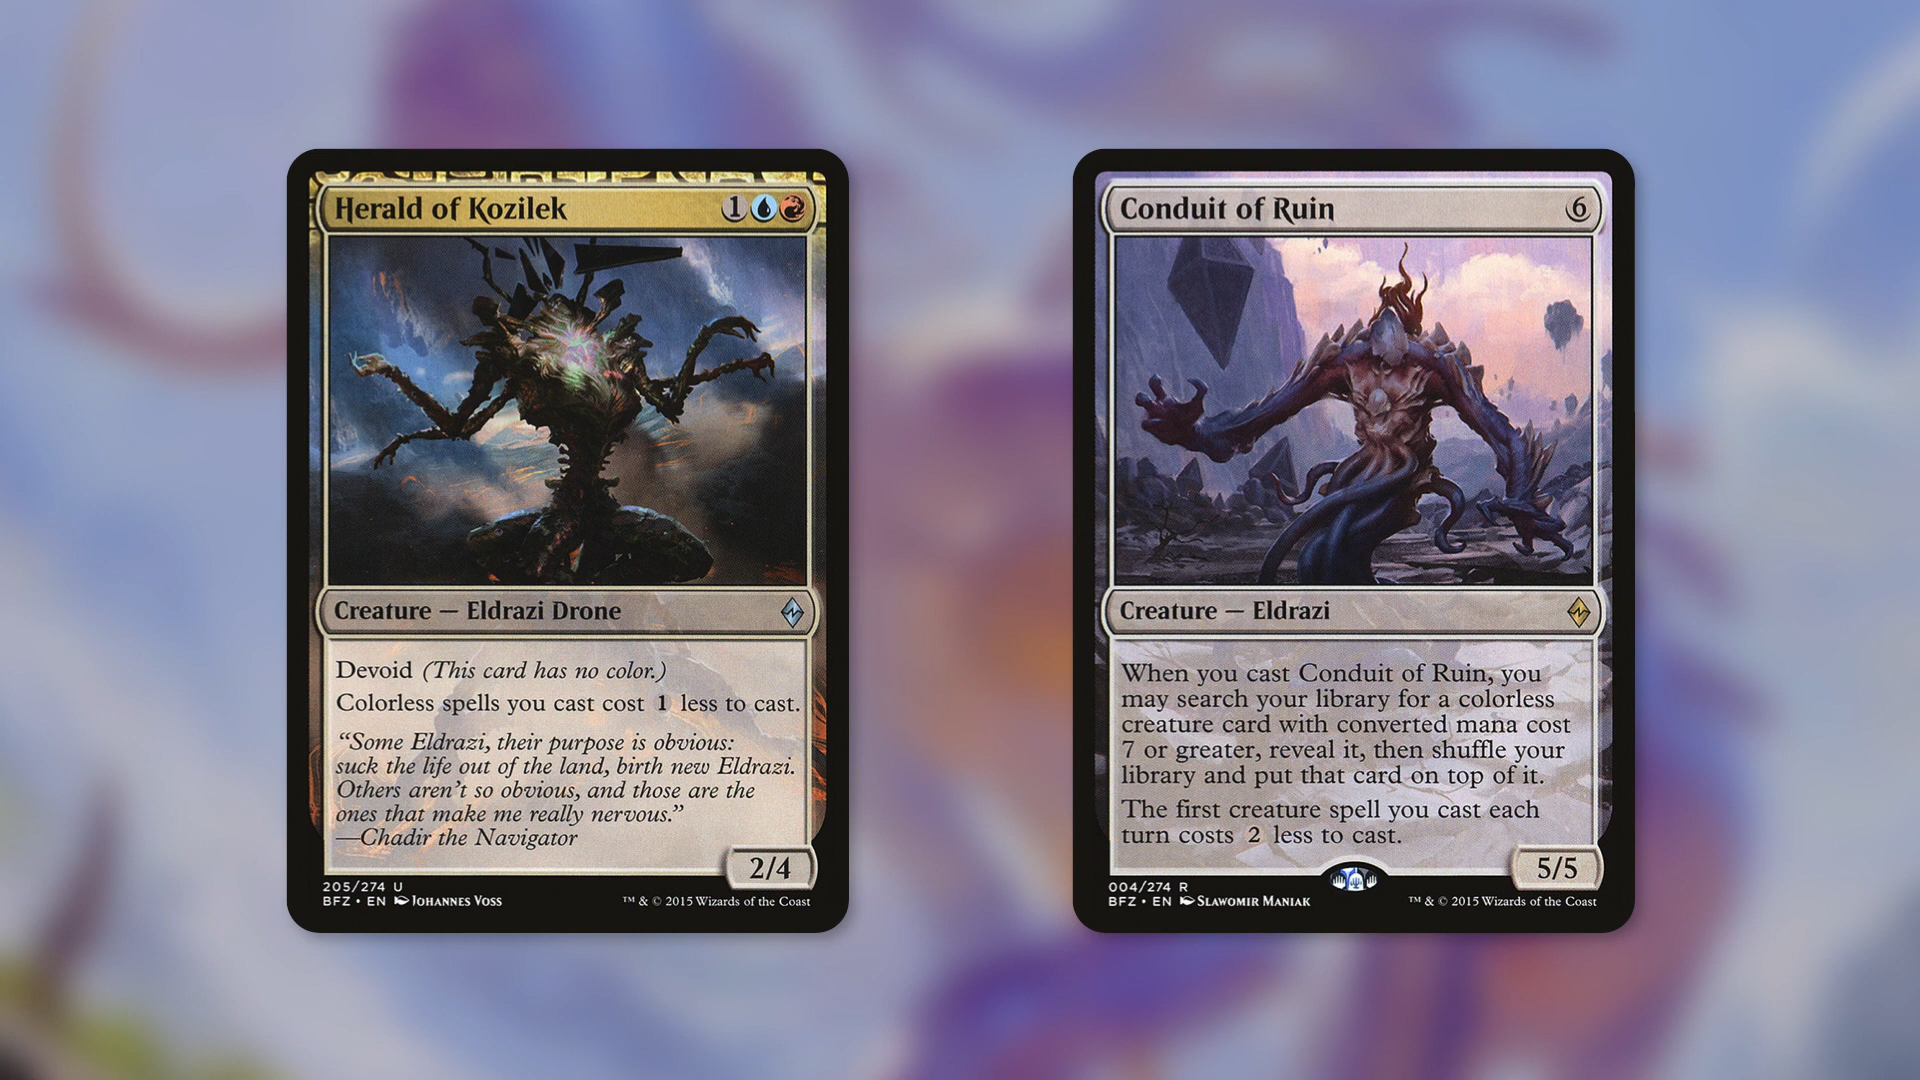 Herald of Kozilek 1
Creature — Eldrazi Drone
Devoid (This card has no color.)
Colorless spells you cast cost 1 less to cast.
“Some Eldrazi, their purpose is obvious:
suck the life out of the land, birth new Eldrazi.
Others aren’t so obvious, and those are the
ones that make me really nervous.”
—Chadir the Navigator
2/4
205/274 U
BFZ • EN Johannes Voss
™ & © 2015 Wizards of the Coast
Conduit of Ruin 6
Creature — Eldrazi
When you cast Conduit of Ruin, you
may search your library for a colorless
creature card with converted mana cost
7 or greater, reveal it, then shuffle your
library and put that card on top of it.
The first creature spell you cast each
turn costs 2 less to cast.
5/5
004/274 R
BFZ • EN Slawomir Maniak
™ & © 2015 Wizards of the Coast